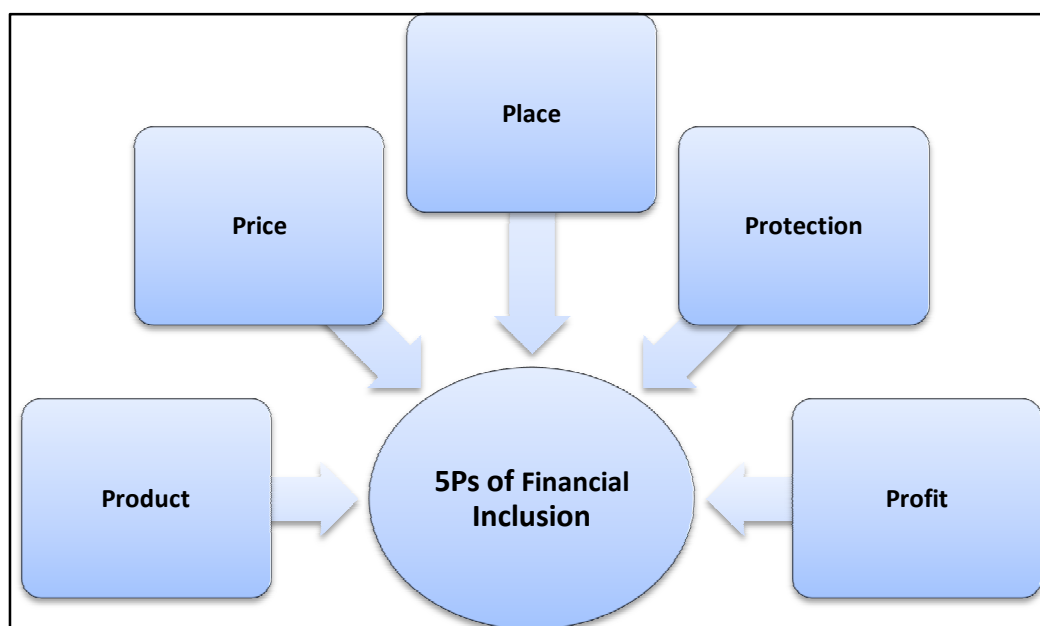 Place
Price
Protection
Product
5Ps of Financial
Inclusion
Profit